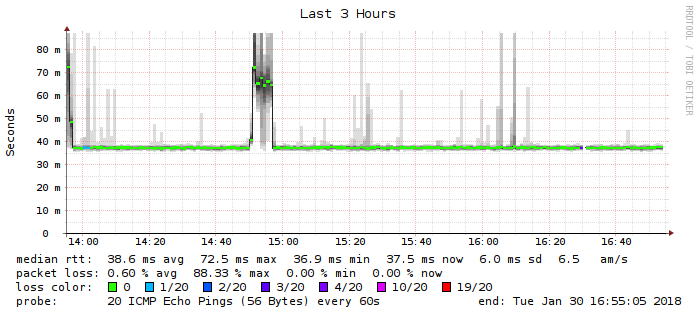 Last 3 Hours
RRDTOOL / TOBI OETIKER
Seconds
80 m
70 m
60 m
50 m
40 m
30 m
20 m
10 m
0
14:00 14:20 14:40 15:00 15:20 15:40 16:00 16:20 16:40
median rtt: 38.6 ms avg 72.5 ms max 36.9 ms min 37.5 ms now 6.0 ms sd 6.5 am/s
packet loss: 0.60 % avg 88.33 % max 0.00 % min 0.00 % now
loss color: 0 1/20 2/20 3/20 4/20 10/20 19/20
probe: 20 ICMP Echo Pings (56 Bytes) every 60s end: Tue Jan 30 16:55:05 2018